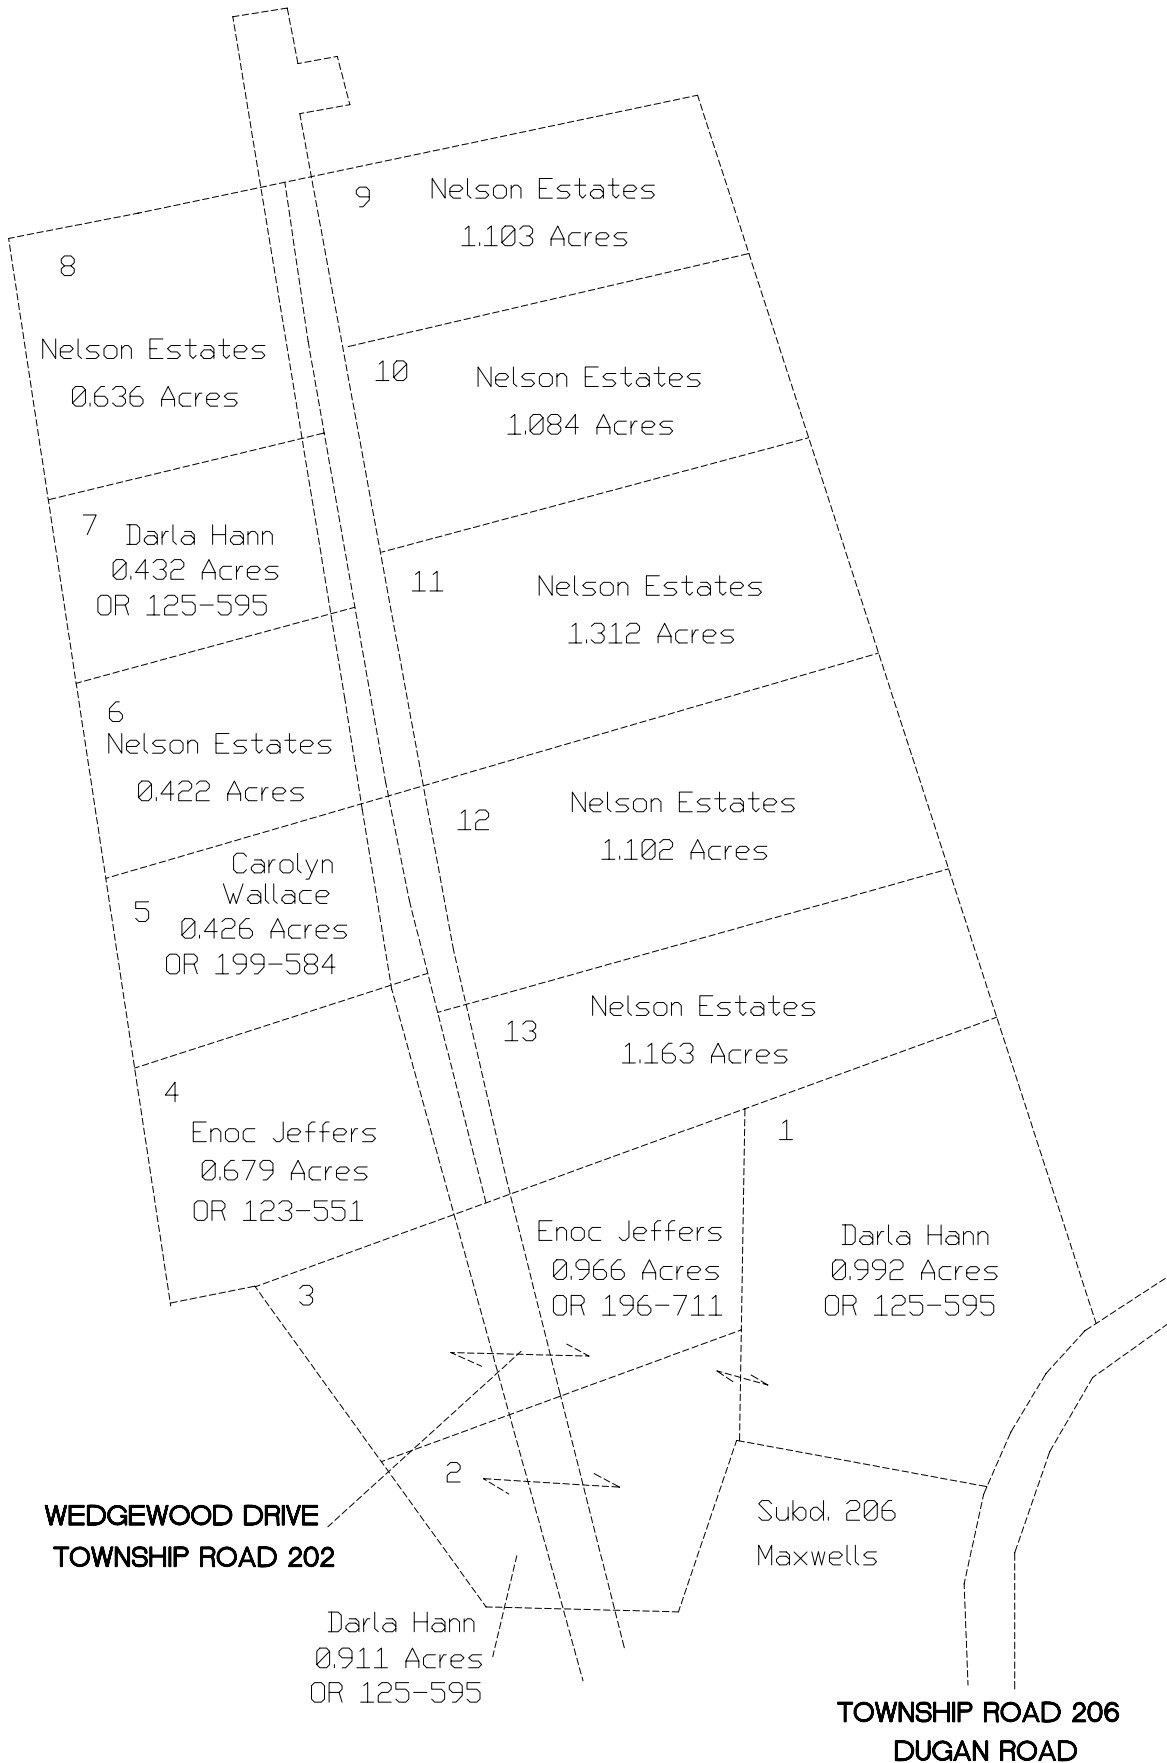 9
Nelson Estates
1.103 Acres
8
Nelson Estates
0.636 Acres
10
Nelson Estates
1.084 Acres
7
Darla Hann
0.432 Acres
OR 125-595
11
Nelson Estates
1.312 Acres
6
Nelson Estates
0.422 Acres
12
Nelson Estates
1.102 Acres
5
Carolyn
Wallace
0.426 Acres
OR 199-584
13
Nelson Estates
1.163 Acres
4
Enoc Jeffers
0.679 Acres
OR 123-551
1
Darla Hann
0.992 Acres
OR 125-595
3
Enoc Jeffers
0.966 Acres
OR 196-711
2
WEDGEWOOD DRIVE
TOWNSHIP ROAD 202
Subd. 206
Maxwells
Darla Hann
0.911 Acres
OR 125-595
TOWNSHIP ROAD 206
DUGAN ROAD